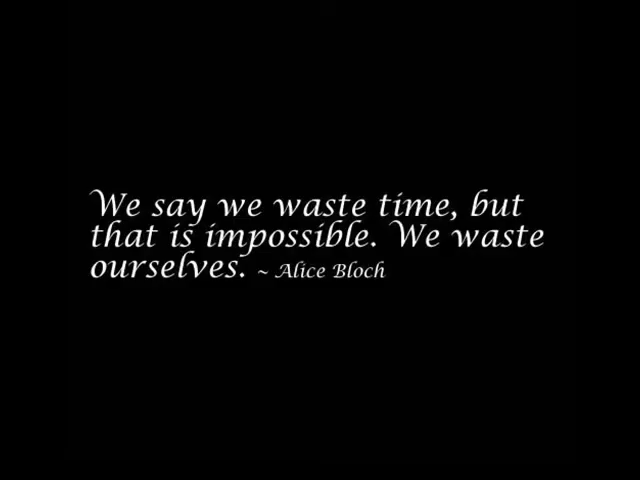 We say we waste time, but
that is impossible. We waste
ourselves. ~ Alice Bloch